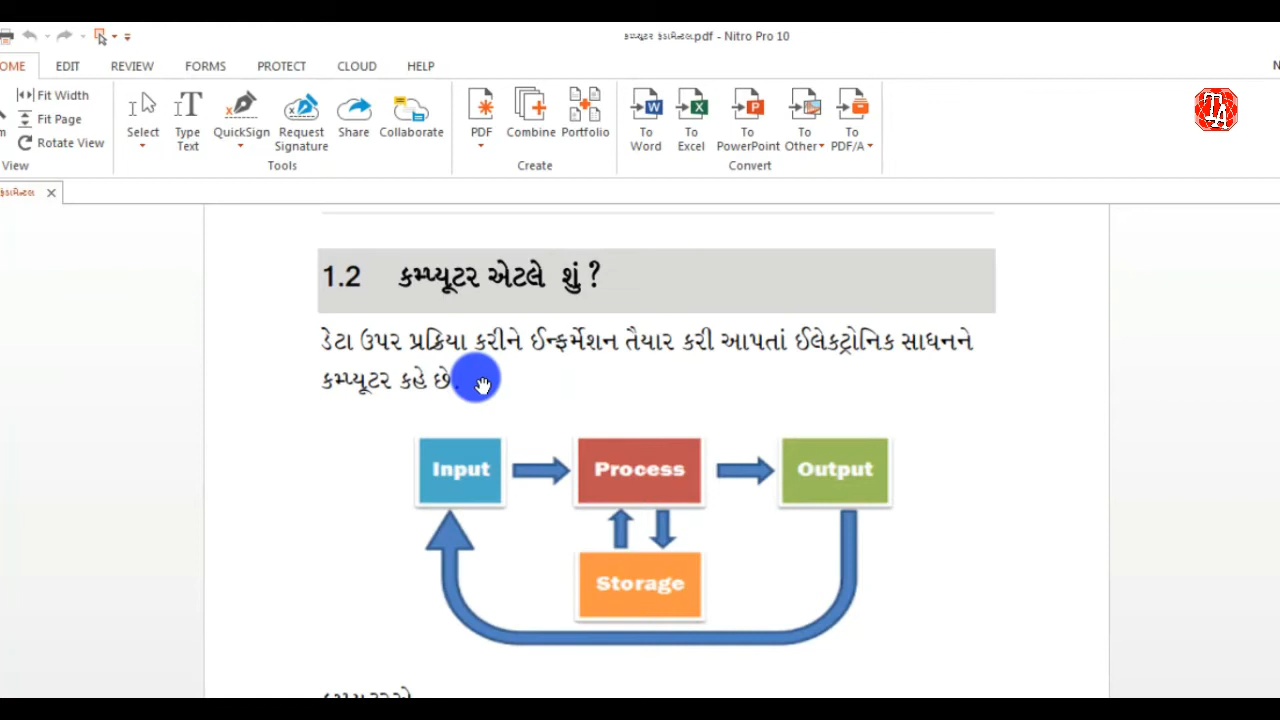 કમ્પ્યૂટર ફંડામેન્ટલ.pdf - Nitro Pro 10
OME EDIT REVIEW FORMS PROTECT CLOUD HELP
Fit Width
Fit Page
Rotate View
View
Select
Type Text
QuickSign
Request Signature
Share
Collaborate
Tools
PDF
Combine
Portfolio
Create
To Word
To Excel
To PowerPoint
To Other
To PDF/A
Convert
TA
1.2 કમ્પ્યૂટર એટલે શું ?
ડેટા ઉપર પ્રક્રિયા કરીને ઈન્ફર્મેશન તૈયાર કરી આપતાં ઈલેક્ટ્રોનિક સાધનને
કમ્પ્યૂટર કહે છે.
Input Process Output
Storage